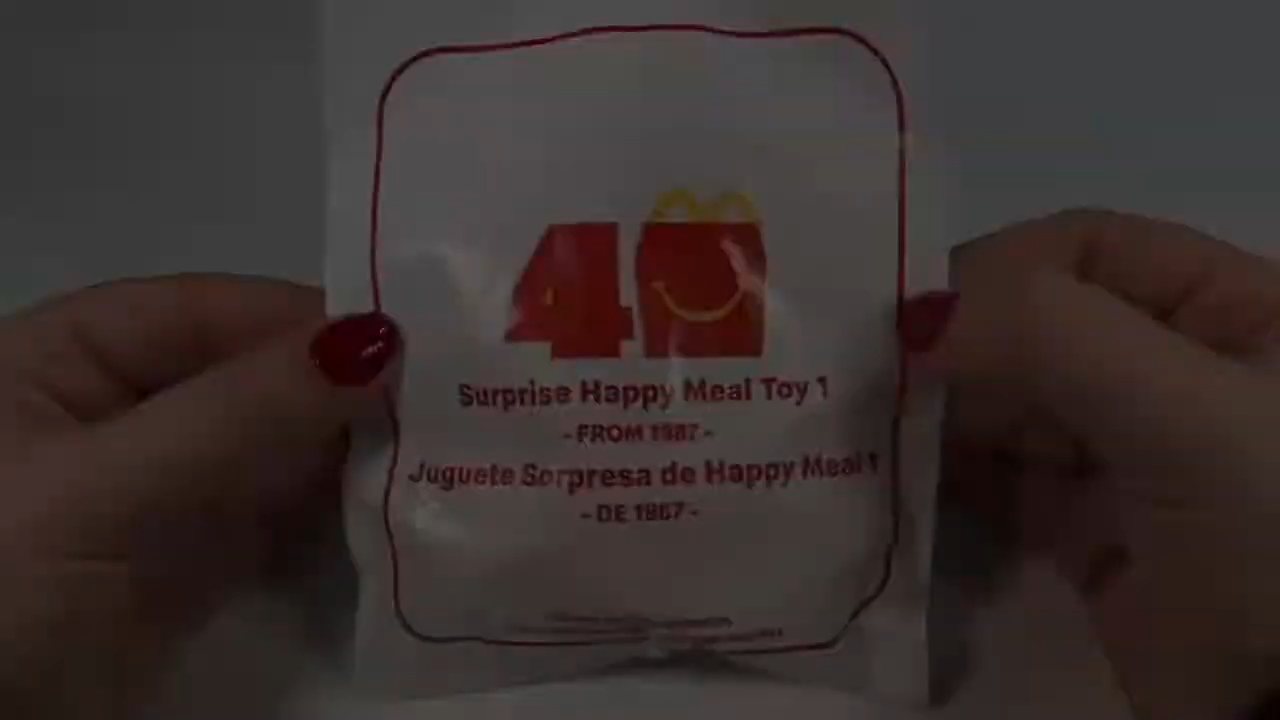 40
Surprise Happy Meal Toy 1
- FROM 1987 -
Juguete Sorpresa de Happy Meal 1
- DE 1987 -